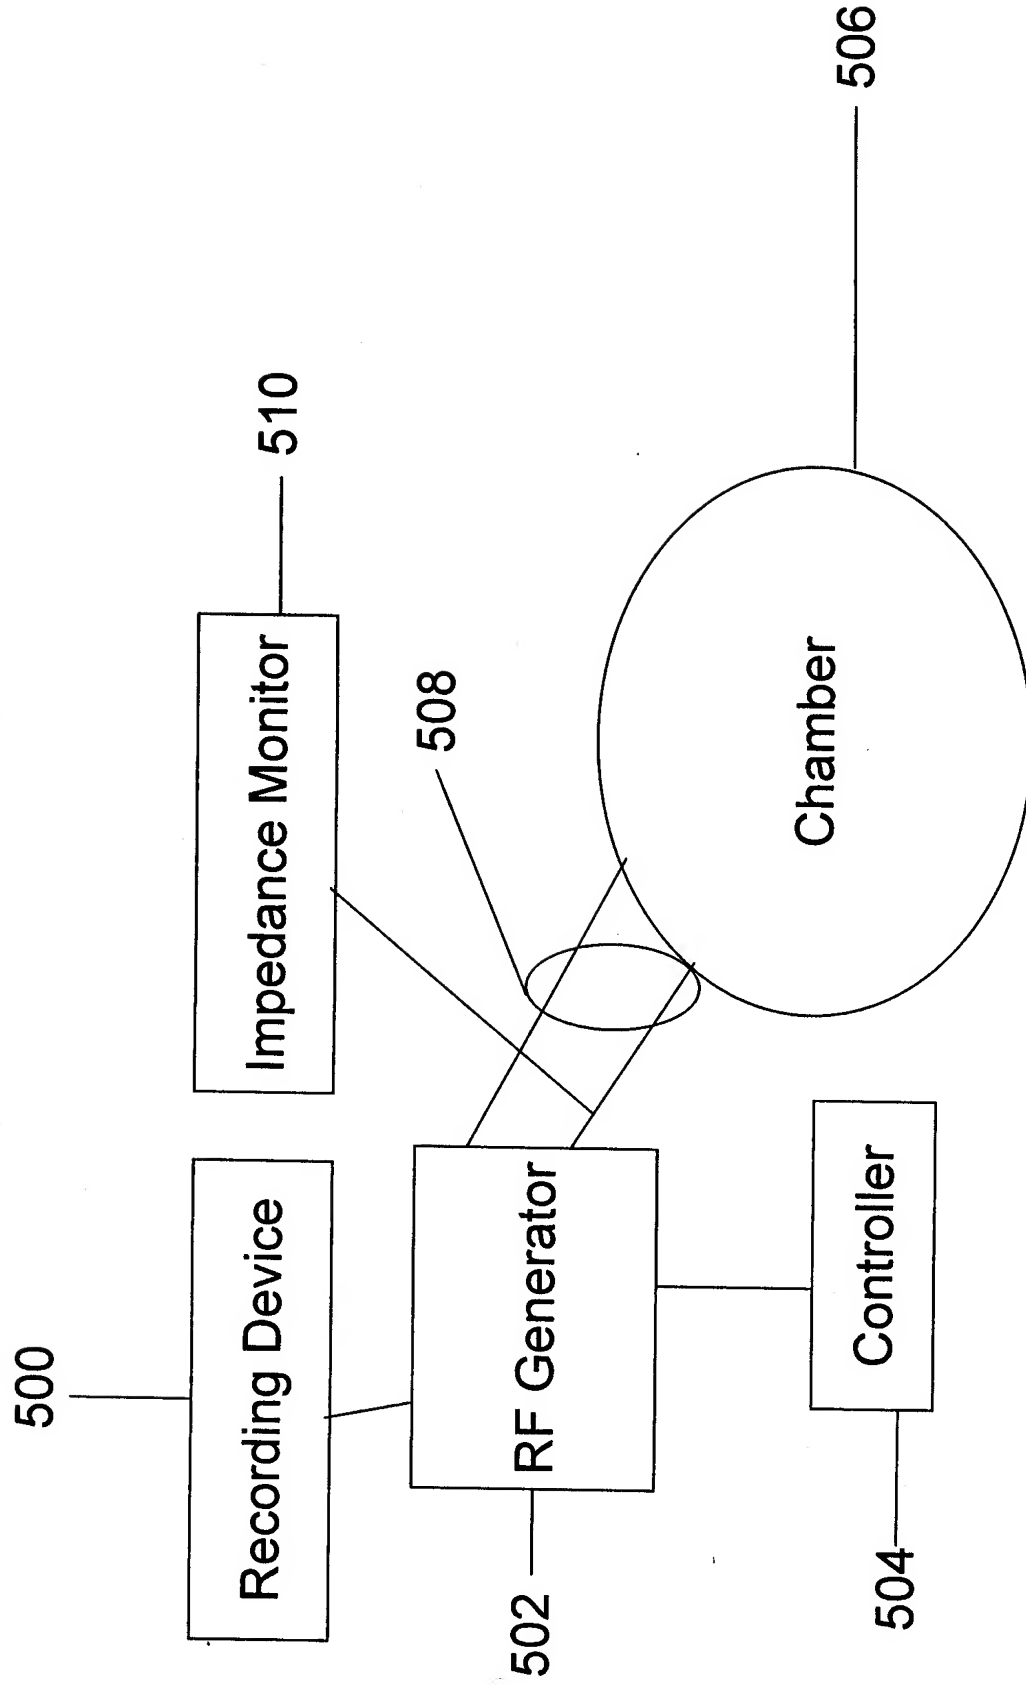 500
Recording Device
Impedance Monitor
510
508
502
RF Generator
504
Controller
Chamber
506